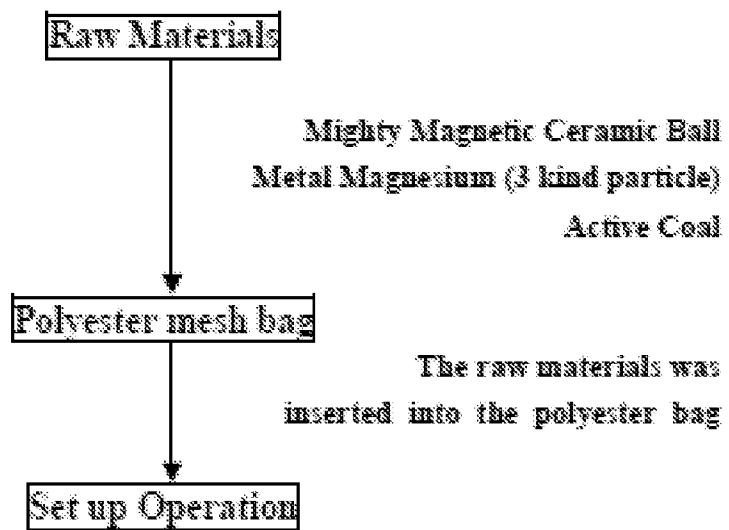 Raw Materials
Mighty Magnetic Ceramic Ball
Metal Magnesium (3 kind particle)
Active Coal
Polyester mesh bag
The raw materials was
inserted into the polyester bag
Set up Operation